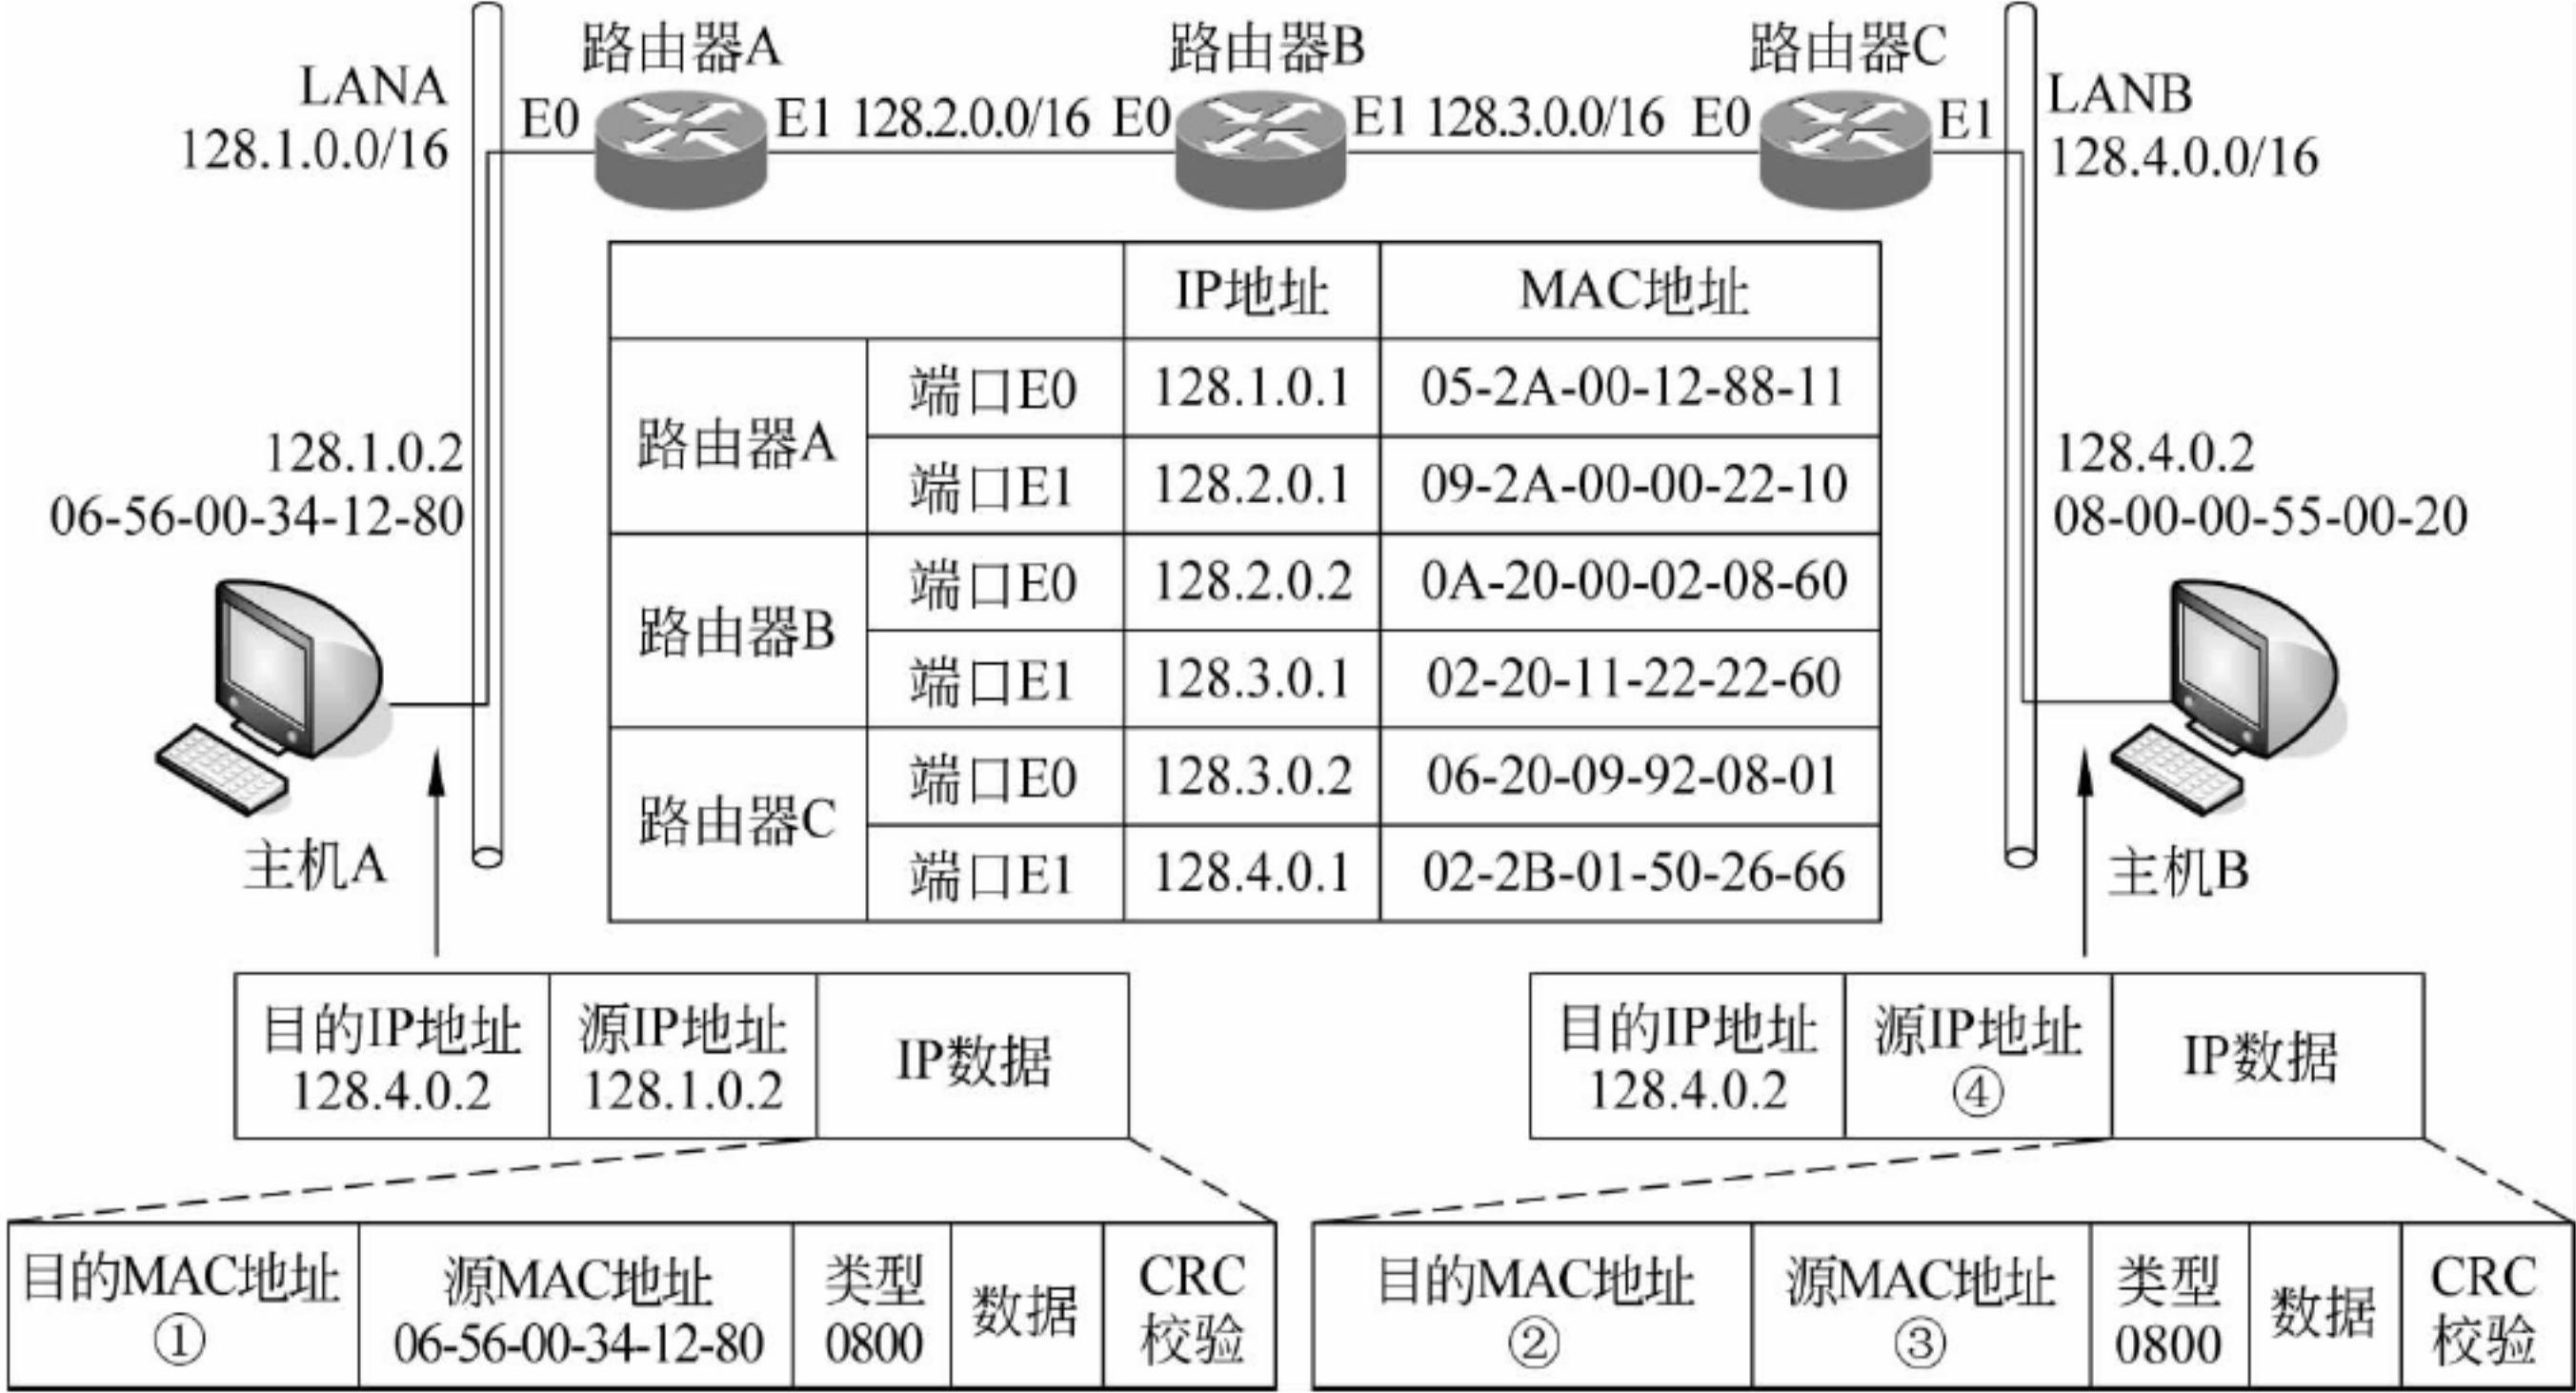 路由器A
路由器B
路由器C
LANA
128.1.0.0/16
E0
E1
128.2.0.0/16
E0
E1
128.3.0.0/16
E0
E1
LANB
128.4.0.0/16
IP地址
MAC地址
路由器A
端口E0
128.1.0.1
05-2A-00-12-88-11
端口E1
128.2.0.1
09-2A-00-00-22-10
路由器B
端口E0
128.2.0.2
0A-20-00-02-08-60
端口E1
128.3.0.1
02-20-11-22-22-60
路由器C
端口E0
128.3.0.2
06-20-09-92-08-01
端口E1
128.4.0.1
02-2B-01-50-26-66
128.1.0.2
06-56-00-34-12-80
主机A
128.4.0.2
08-00-00-55-00-20
主机B
目的IP地址
128.4.0.2
源IP地址
128.1.0.2
IP数据
目的IP地址
128.4.0.2
源IP地址
④
IP数据
目的MAC地址
①
源MAC地址
06-56-00-34-12-80
类型
0800
数据
CRC
校验
目的MAC地址
②
源MAC地址
③
类型
0800
数据
CRC
校验